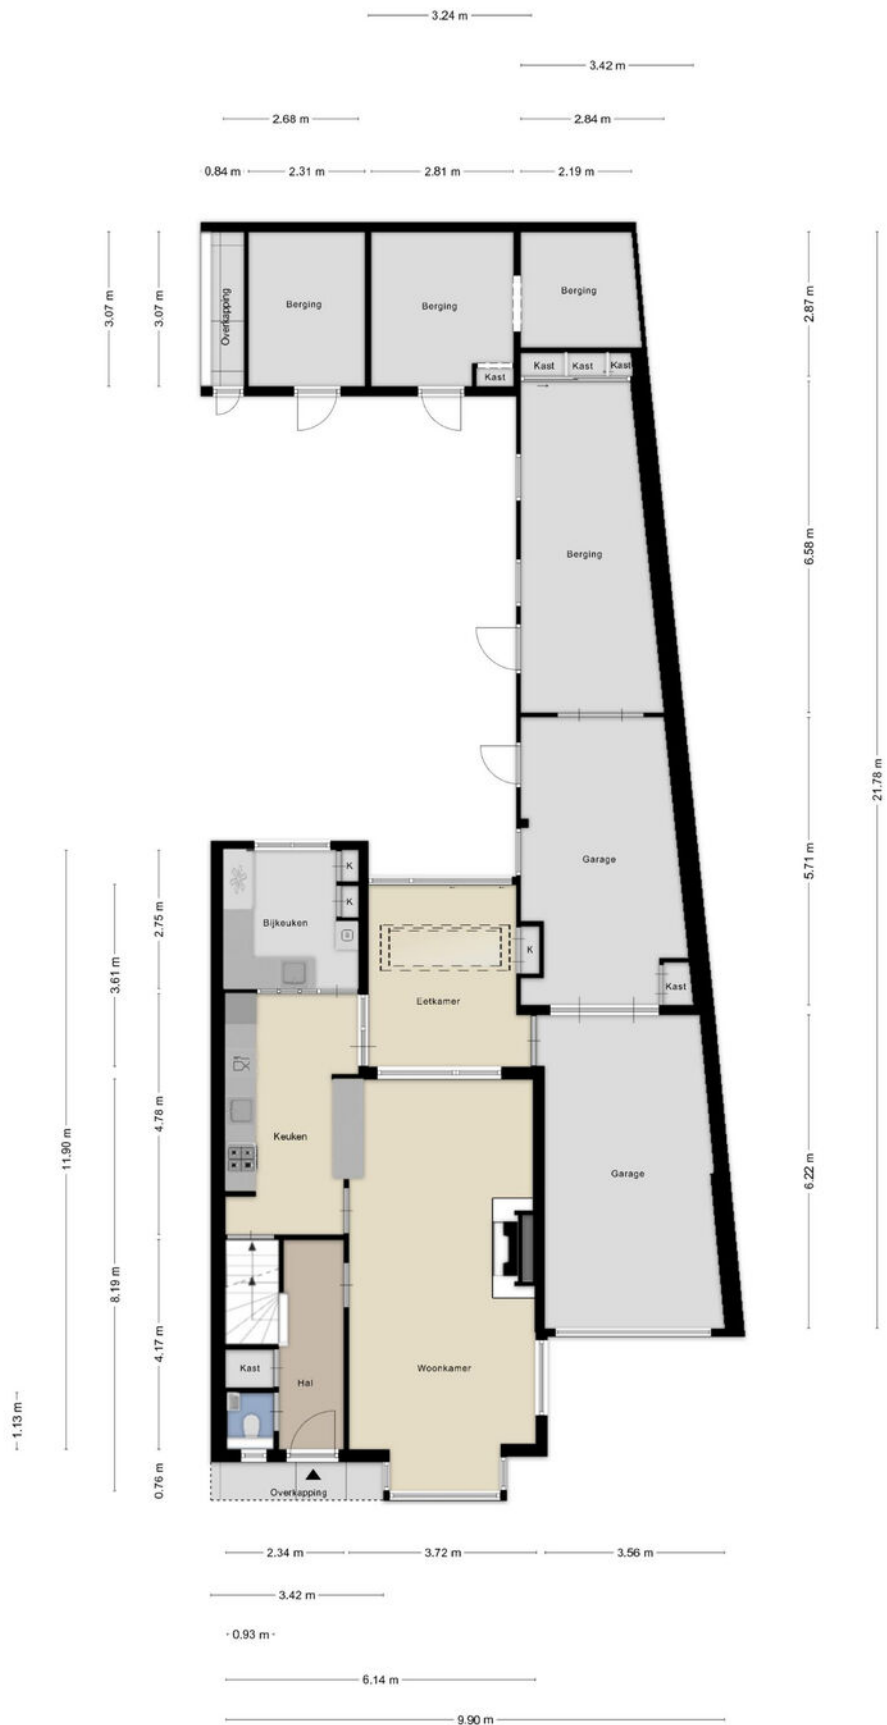 3.24 m
3.42 m
2.68 m
2.84 m
0.84 m
2.31 m
2.81 m
2.19 m
3.07 m
3.07 m
Overkapping
Berging
Berging
Berging
2.87 m
Kast
Kast
Kast
Kast
Berging
6.58 m
21.78 m
Garage
5.71 m
K
K
Bijkeuken
2.75 m
3.61 m
K
Kast
Eetkamer
Keuken
4.78 m
11.90 m
Garage
6.22 m
8.19 m
4.17 m
Kast
Hal
Woonkamer
1.13 m
0.76 m
Overkapping
2.34 m
3.72 m
3.56 m
3.42 m
0.93 m
6.14 m
9.90 m